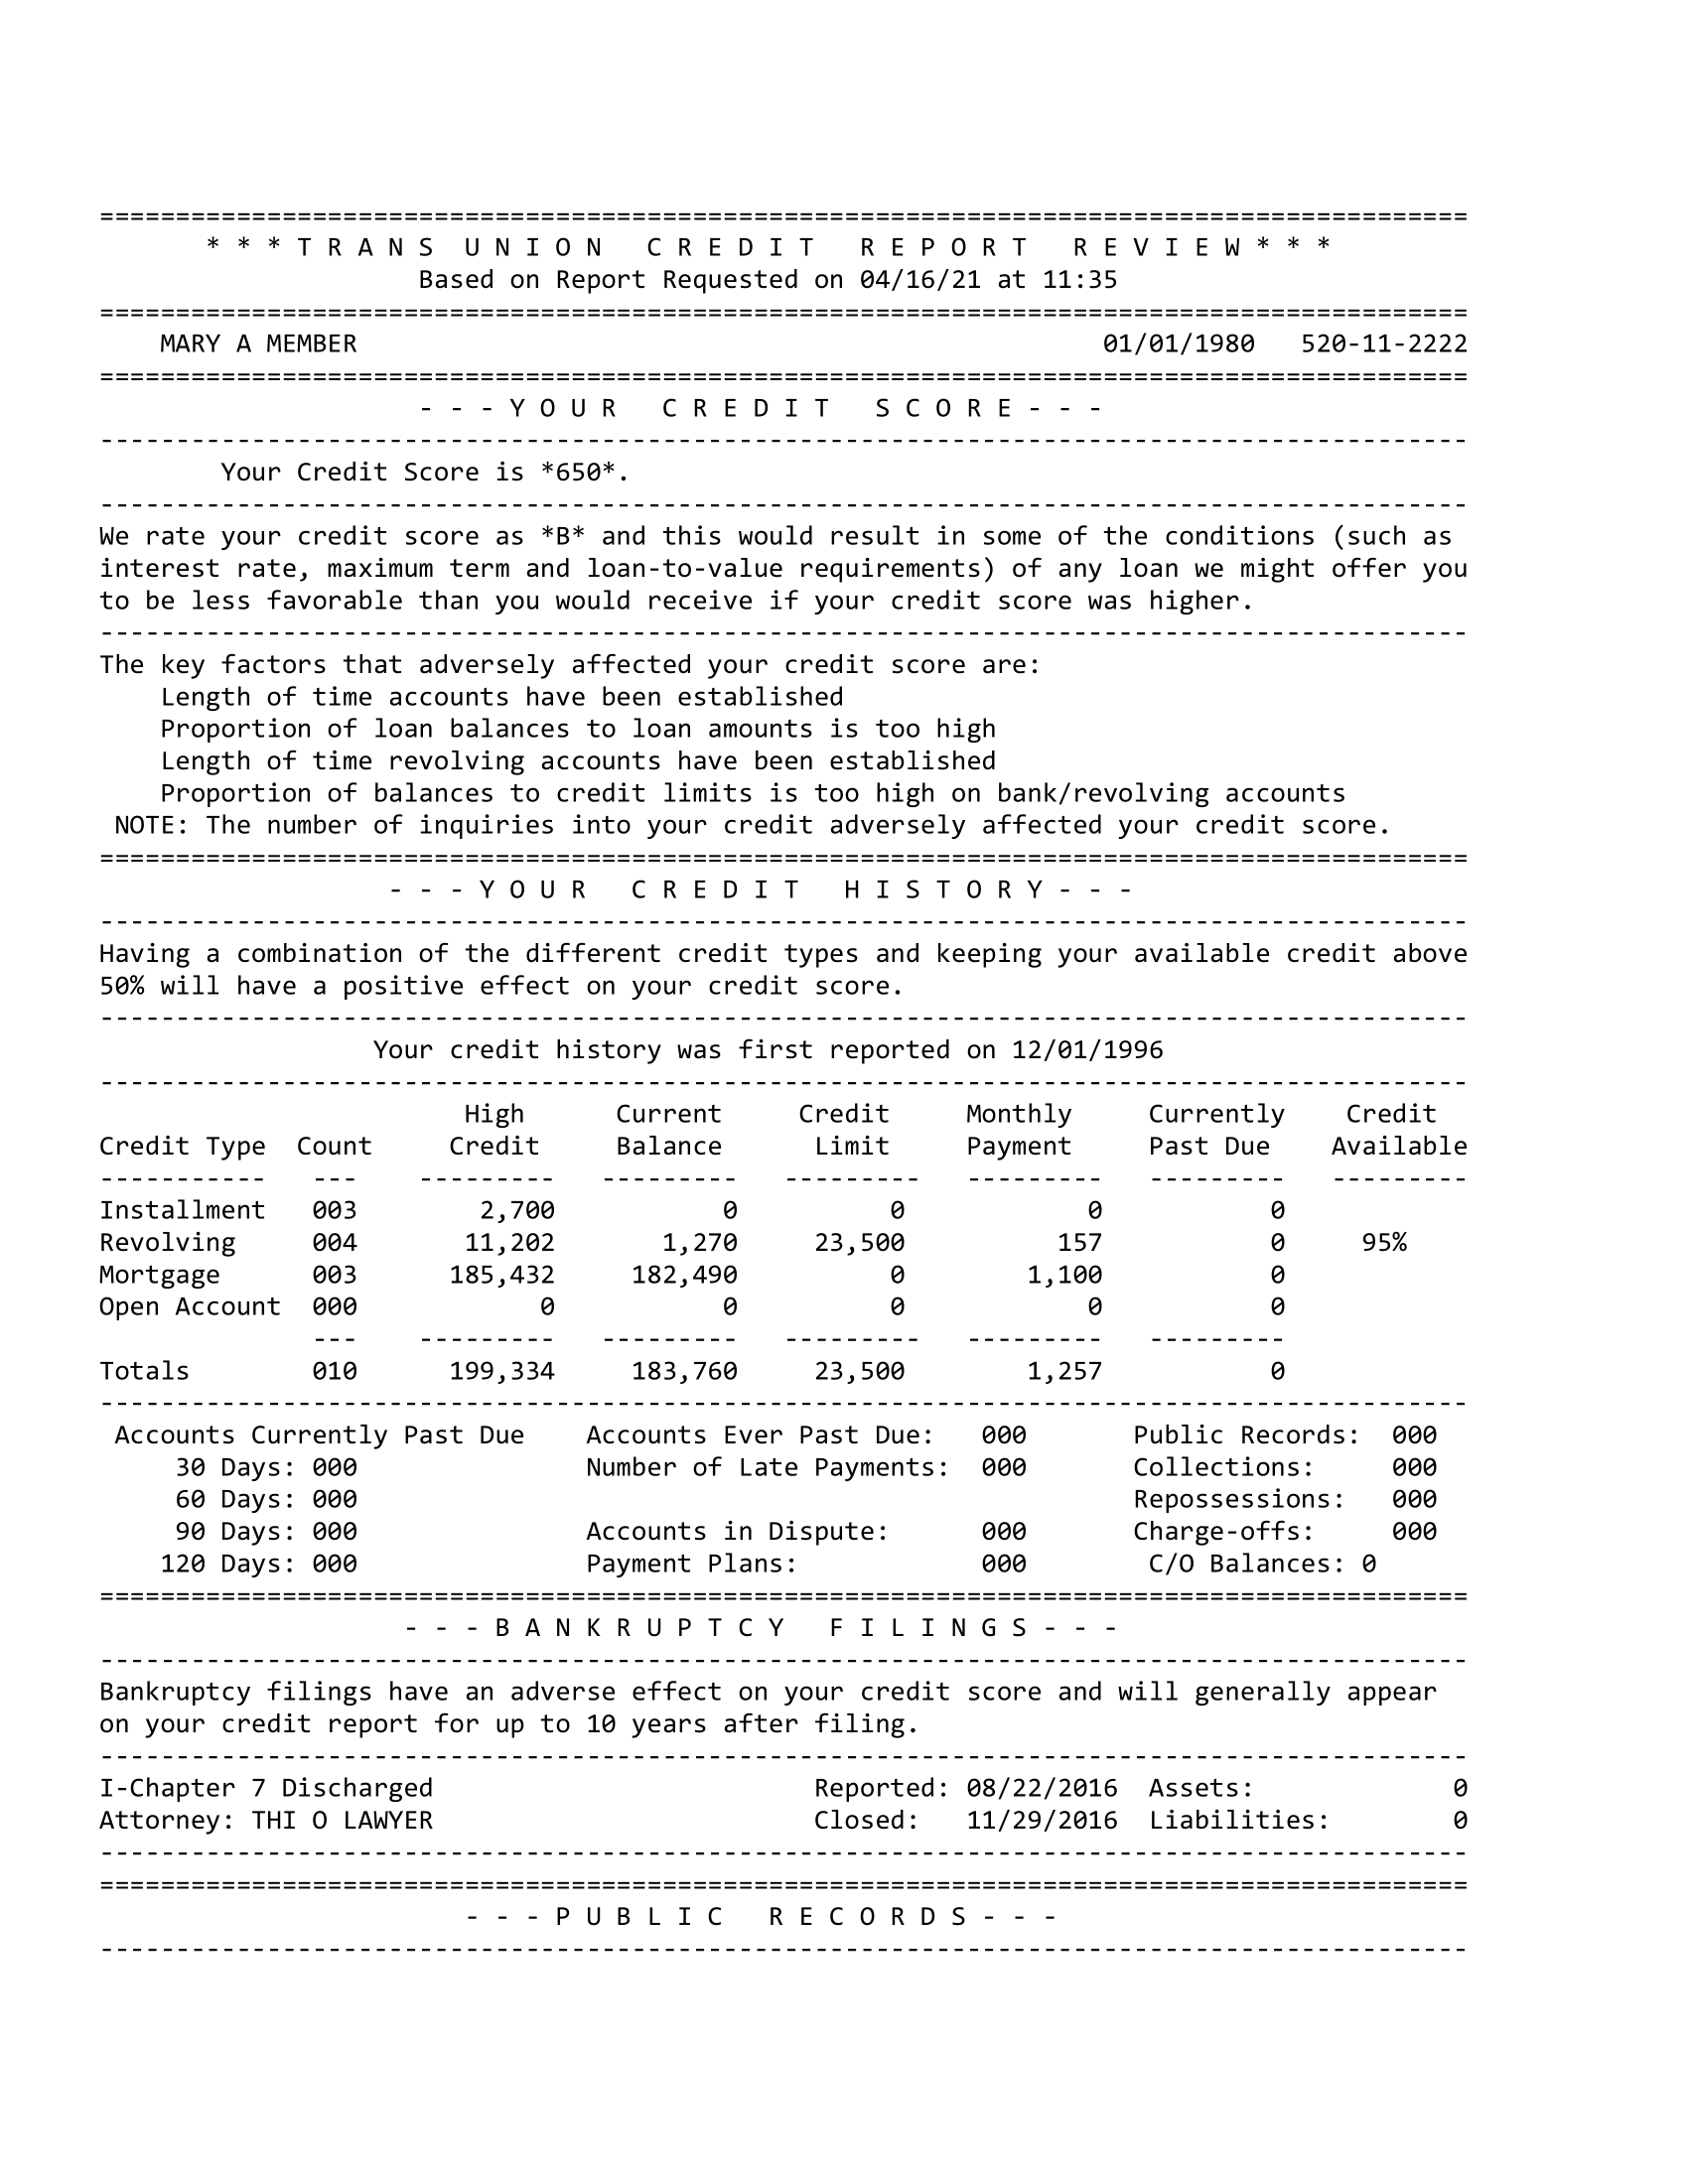 ==========================================================================================
* * * T R A N S  U N I O N   C R E D I T   R E P O R T   R E V I E W * * *
Based on Report Requested on 04/16/21 at 11:35
==========================================================================================
MARY A MEMBER                                                 01/01/1980   520-11-2222
==========================================================================================
- - - Y O U R   C R E D I T   S C O R E - - -
------------------------------------------------------------------------------------------
Your Credit Score is *650*.
------------------------------------------------------------------------------------------
We rate your credit score as *B* and this would result in some of the conditions (such as
interest rate, maximum term and loan-to-value requirements) of any loan we might offer you
to be less favorable than you would receive if your credit score was higher.
------------------------------------------------------------------------------------------
The key factors that adversely affected your credit score are:
    Length of time accounts have been established
    Proportion of loan balances to loan amounts is too high
    Length of time revolving accounts have been established
    Proportion of balances to credit limits is too high on bank/revolving accounts
 NOTE: The number of inquiries into your credit adversely affected your credit score.
==========================================================================================
- - - Y O U R   C R E D I T   H I S T O R Y - - -
------------------------------------------------------------------------------------------
Having a combination of the different credit types and keeping your available credit above
50% will have a positive effect on your credit score.
------------------------------------------------------------------------------------------
Your credit history was first reported on 12/01/1996
------------------------------------------------------------------------------------------
                        High      Current     Credit     Monthly     Currently    Credit
Credit Type  Count     Credit     Balance      Limit     Payment     Past Due    Available
-----------   ---    ---------   ---------   ---------   ---------   ---------   ---------
Installment   003        2,700           0          0            0           0
Revolving     004       11,202       1,270     23,500          157           0     95%
Mortgage      003      185,432     182,490          0        1,100           0
Open Account  000            0           0          0            0           0
              ---    ---------   ---------   ---------   ---------   ---------
Totals        010      199,334     183,760     23,500        1,257           0
------------------------------------------------------------------------------------------
 Accounts Currently Past Due    Accounts Ever Past Due:   000       Public Records:  000
     30 Days: 000               Number of Late Payments:  000       Collections:     000
     60 Days: 000                                                   Repossessions:   000
     90 Days: 000               Accounts in Dispute:      000       Charge-offs:     000
    120 Days: 000               Payment Plans:            000        C/O Balances: 0
==========================================================================================
- - - B A N K R U P T C Y   F I L I N G S - - -
------------------------------------------------------------------------------------------
Bankruptcy filings have an adverse effect on your credit score and will generally appear
on your credit report for up to 10 years after filing.
------------------------------------------------------------------------------------------
I-Chapter 7 Discharged                         Reported: 08/22/2016  Assets:             0
Attorney: THI O LAWYER                         Closed:   11/29/2016  Liabilities:        0
------------------------------------------------------------------------------------------
==========================================================================================
- - - P U B L I C   R E C O R D S - - -
------------------------------------------------------------------------------------------